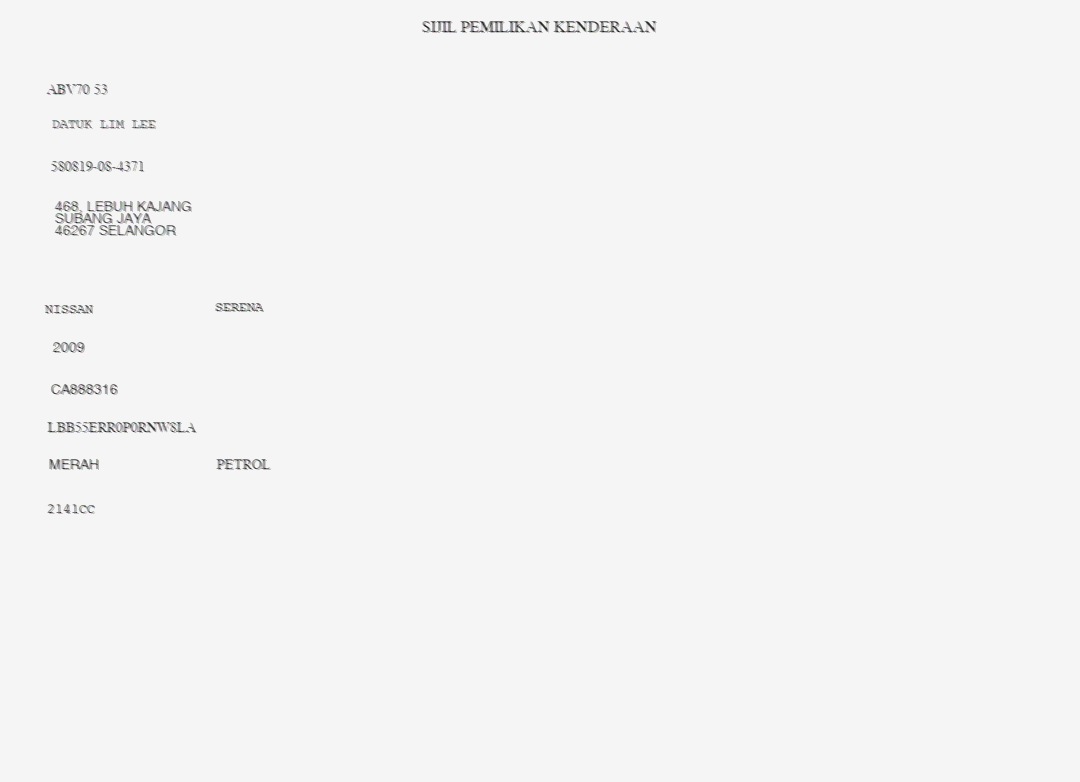 SIJIL PEMILIKAN KENDERAAN
ABV70 53
DATUK LIM LEE
580819-08-4371
468, LEBUH KAJANG
SUBANG JAYA
46267 SELANGOR
NISSAN SERENA
2009
CA888316
LBB55ERR0P0RNW8LA
MERAH PETROL
2141CC